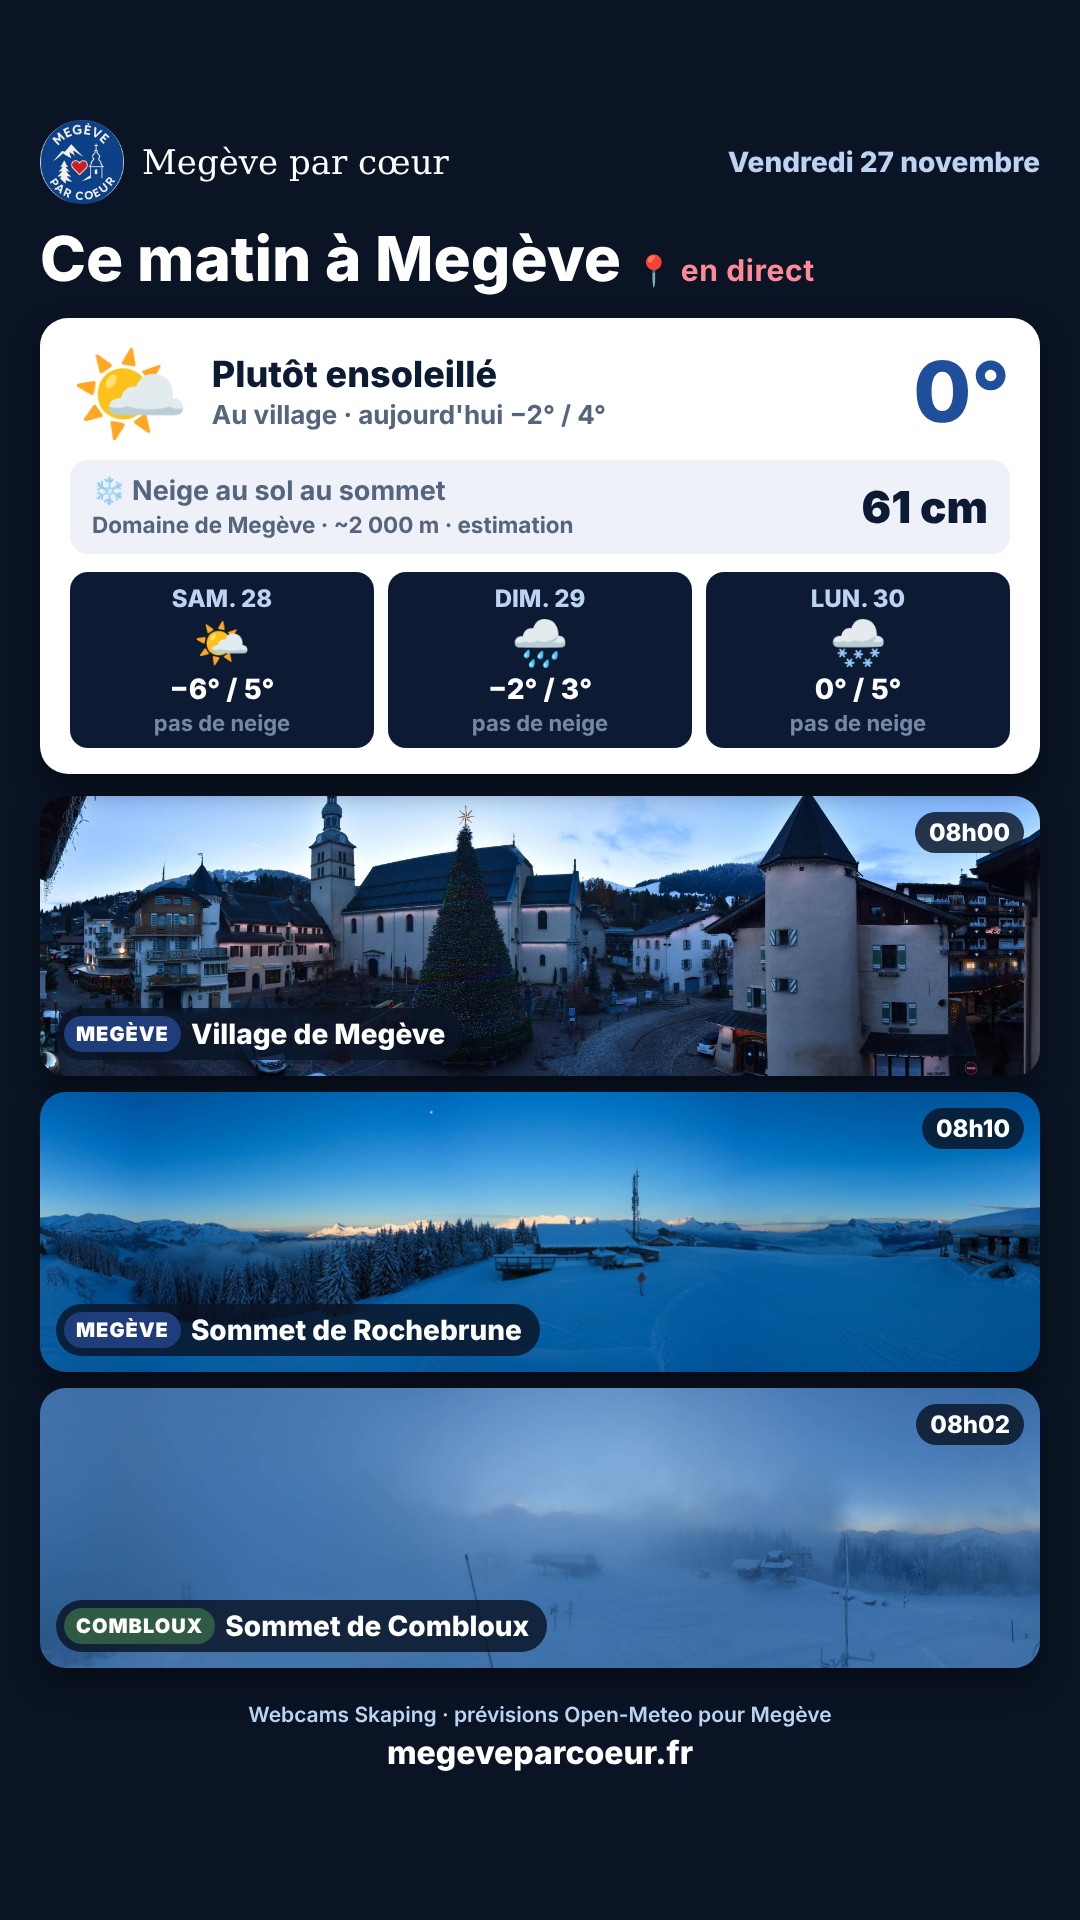 MEGÈVE
PAR COEUR
Megève par cœur
Vendredi 27 novembre
Ce matin à Megève 📍 en direct
Plutôt ensoleillé
Au village · aujourd'hui −2° / 4°
0°
Neige au sol au sommet
Domaine de Megève · ~2 000 m · estimation
61 cm
SAM. 28
−6° / 5°
pas de neige
DIM. 29
−2° / 3°
pas de neige
LUN. 30
0° / 5°
pas de neige
08h00
MEGÈVE Village de Megève
08h10
MEGÈVE Sommet de Rochebrune
08h02
COMBLOUX Sommet de Combloux
Webcams Skaping · prévisions Open-Meteo pour Megève
megeveparcoeur.fr